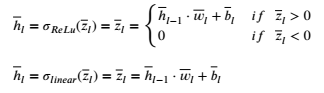 h̅_l = σ_ReLu(z̅_l) = z̅_l = { h̅_{l-1} · w̅_l + b̅_l if z̅_l > 0
0 if z̅_l < 0
h̅_l = σ_linear(z̅_l) = z̅_l = h̅_{l-1} · w̅_l + b̅_l